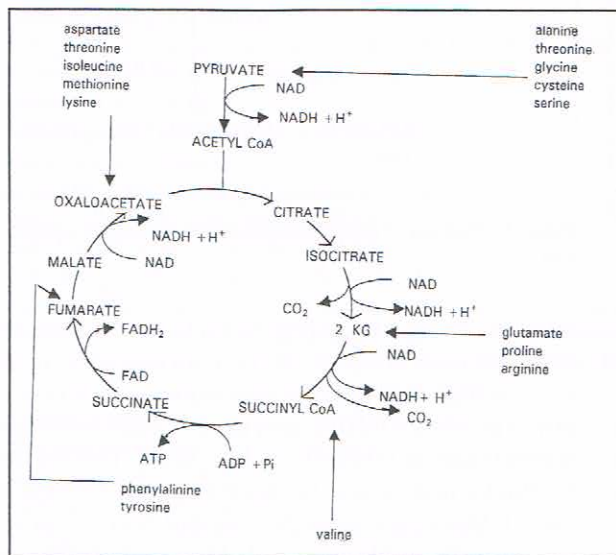 aspartate
threonine
isoleucine
methionine
lysine
alanine
threonine
glycine
cysteine
serine
PYRUVATE
NAD
NADH + H+
ACETYL CoA
OXALOACETATE
CITRATE
NADH + H+
ISOCITRATE
MALATE
NAD
NAD
CO2
NADH + H+
FUMARATE
2 KG
FADH2
NAD
glutamate
proline
arginine
FAD
NADH + H+
SUCCINATE
SUCCINYL CoA
CO2
ATP
ADP + Pi
phenylalinine
tyrosine
valine